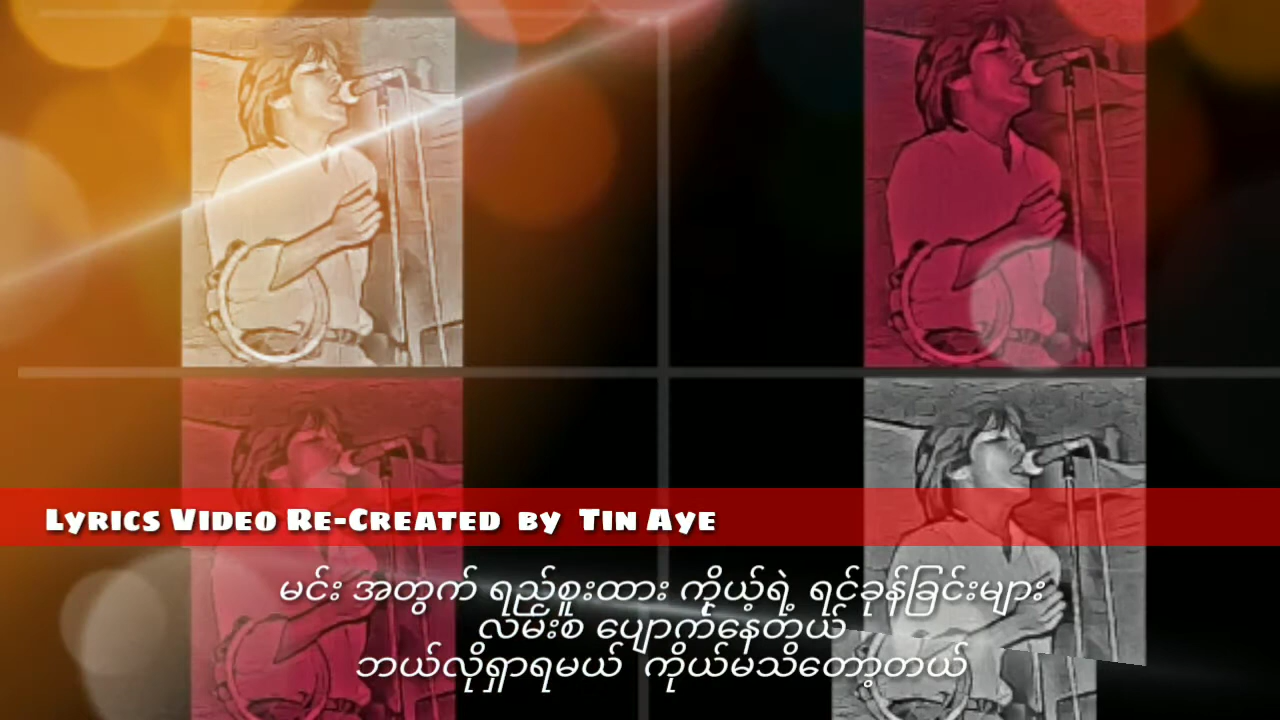 Lyrics Video Re-Created by Tin Aye
မင်း အတွက် ရည်စူးထား ကိုယ့်ရဲ့ ရင်ခုန်ခြင်းများ
လမ်းစ ပျောက်နေတယ်
ဘယ်လိုရှာရမယ် ကိုယ်မသိတော့တယ်